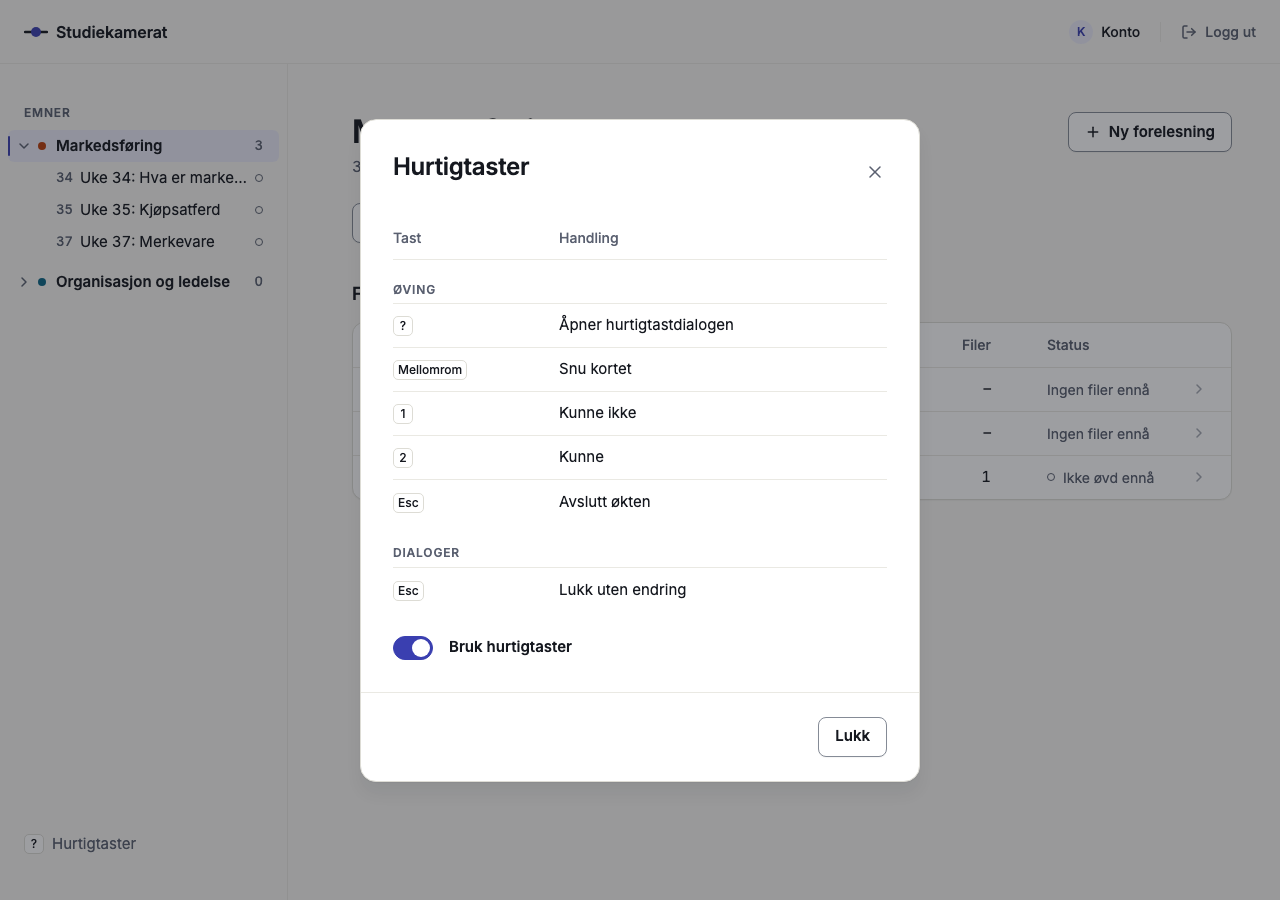 Studiekamerat
K Konto
Logg ut
EMNER
Markedsføring 3
34 Uke 34: Hva er marke...
35 Uke 35: Kjøpsatferd
37 Uke 37: Merkevare
Organisasjon og ledelse 0
? Hurtigtaster
Ny forelesning
Filer Status
– Ingen filer ennå
– Ingen filer ennå
1 Ikke øvd ennå
Hurtigtaster
Tast Handling
ØVING
? Åpner hurtigtastdialogen
Mellomrom Snu kortet
1 Kunne ikke
2 Kunne
Esc Avslutt økten
DIALOGER
Esc Lukk uten endring
Bruk hurtigtaster
Lukk